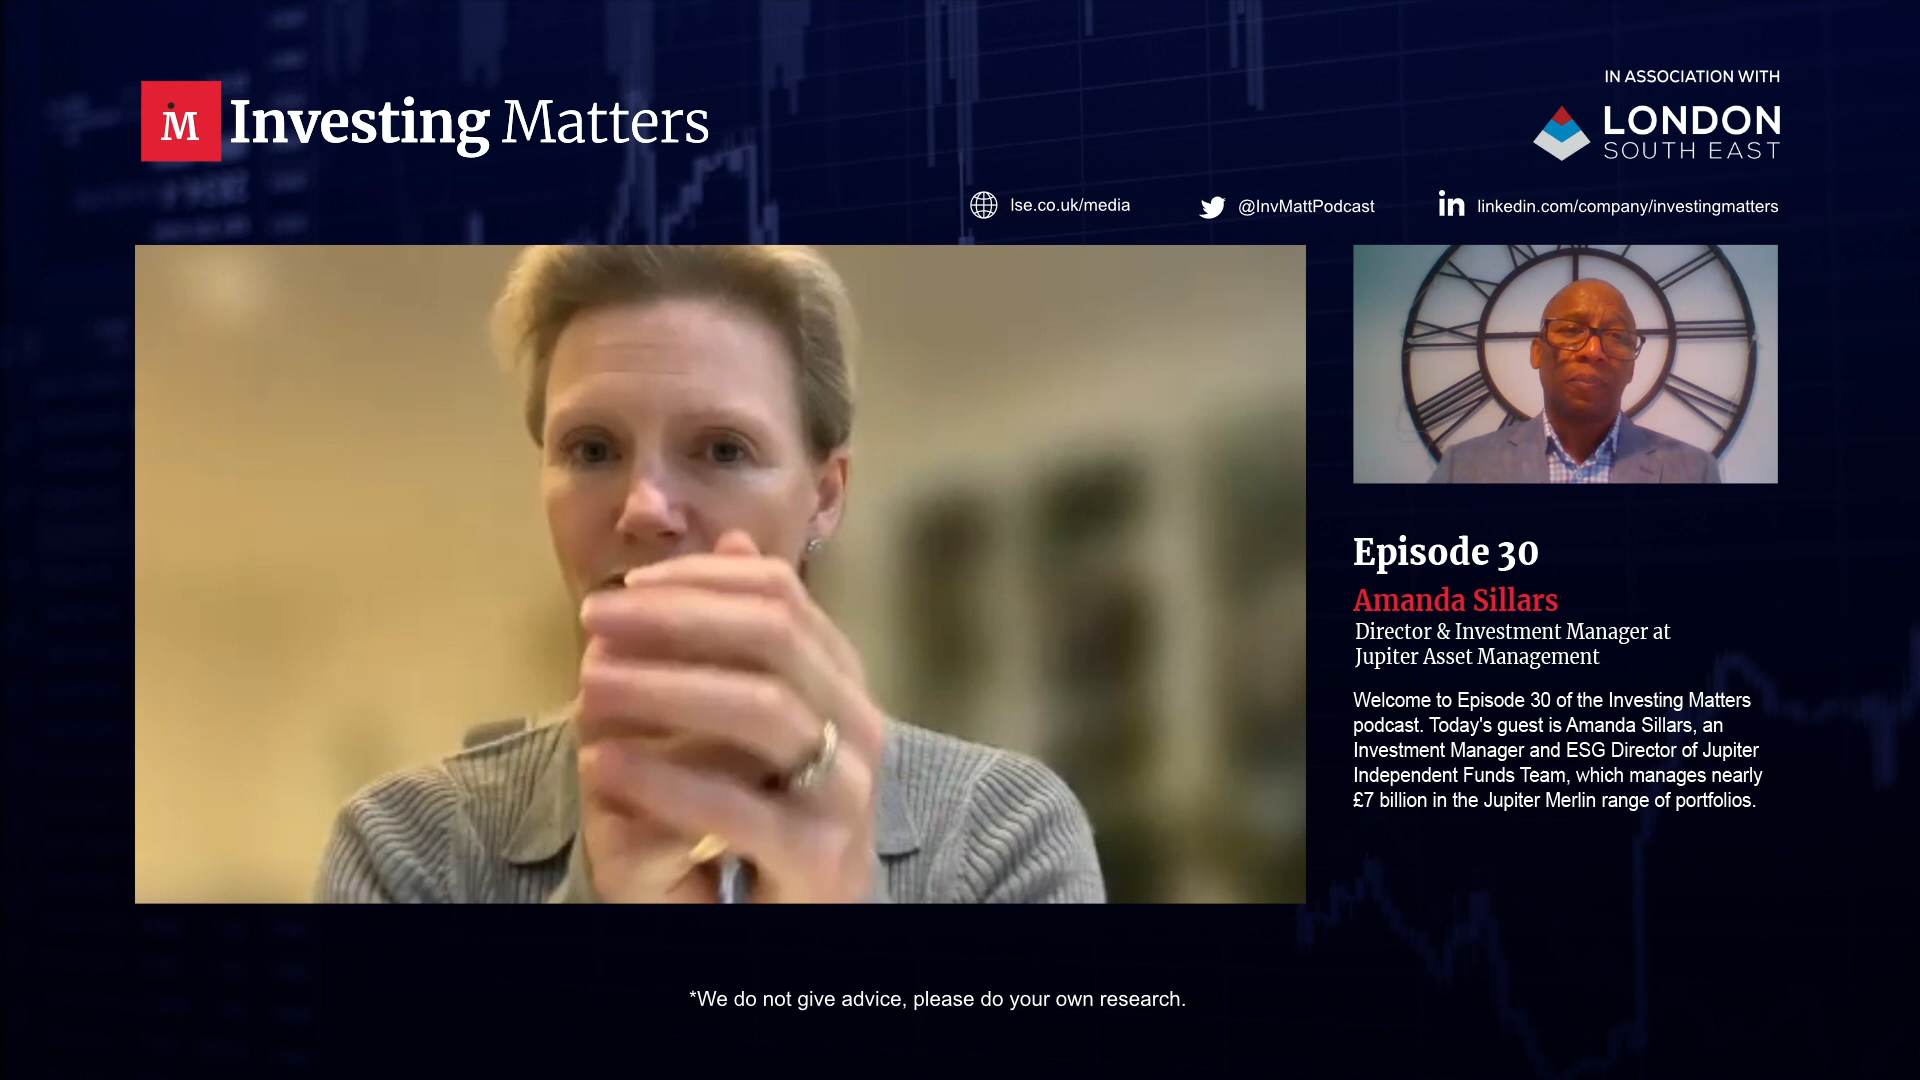 M Investing Matters
IN ASSOCIATION WITH
LONDON
SOUTH EAST
lse.co.uk/media
@InvMattPodcast
linkedin.com/company/investingmatters
Episode 30
Amanda Sillars
Director & Investment Manager at
Jupiter Asset Management
Welcome to Episode 30 of the Investing Matters
podcast. Today's guest is Amanda Sillars, an
Investment Manager and ESG Director of Jupiter
Independent Funds Team, which manages nearly
£7 billion in the Jupiter Merlin range of portfolios.
*We do not give advice, please do your own research.